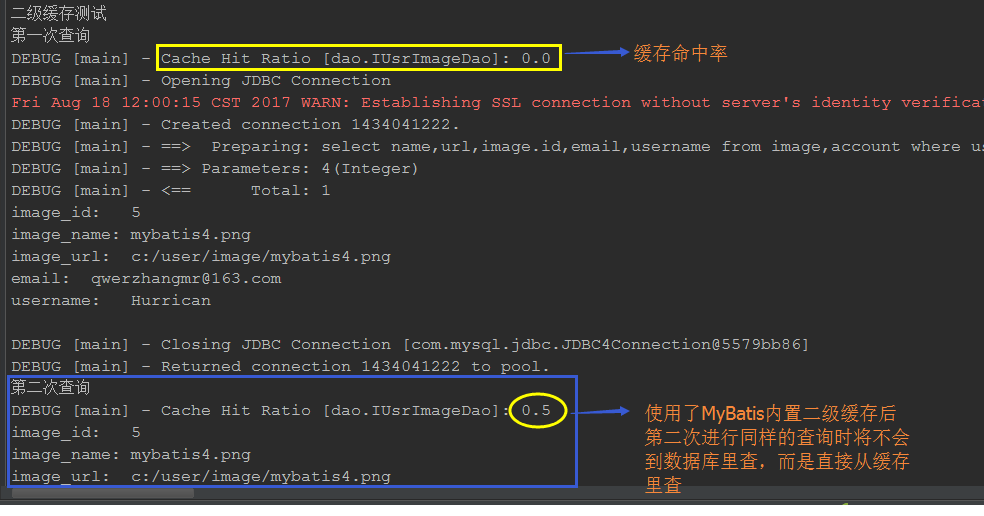 二级缓存测试
第一次查询
DEBUG [main] - Cache Hit Ratio [dao.IUsrImageDao]: 0.0
缓存命中率
DEBUG [main] - Opening JDBC Connection
Fri Aug 18 12:00:15 CST 2017 WARN: Establishing SSL connection without server's identity verificat
DEBUG [main] - Created connection 1434041222.
DEBUG [main] - ==>  Preparing: select name,url,image.id,email,username from image,account where us
DEBUG [main] - ==> Parameters: 4(Integer)
DEBUG [main] - <==      Total: 1
image_id:   5
image_name: mybatis4.png
image_url:  c:/user/image/mybatis4.png
email:  qwerzhangmr@163.com
username:   Hurrican
DEBUG [main] - Closing JDBC Connection [com.mysql.jdbc.JDBC4Connection@5579bb86]
DEBUG [main] - Returned connection 1434041222 to pool.
第二次查询
DEBUG [main] - Cache Hit Ratio [dao.IUsrImageDao]: 0.5
image_id:   5
image_name: mybatis4.png
image_url:  c:/user/image/mybatis4.png
使用了MyBatis内置二级缓存后
第二次进行同样的查询时将不会
到数据库里查，而是直接从缓存
里查